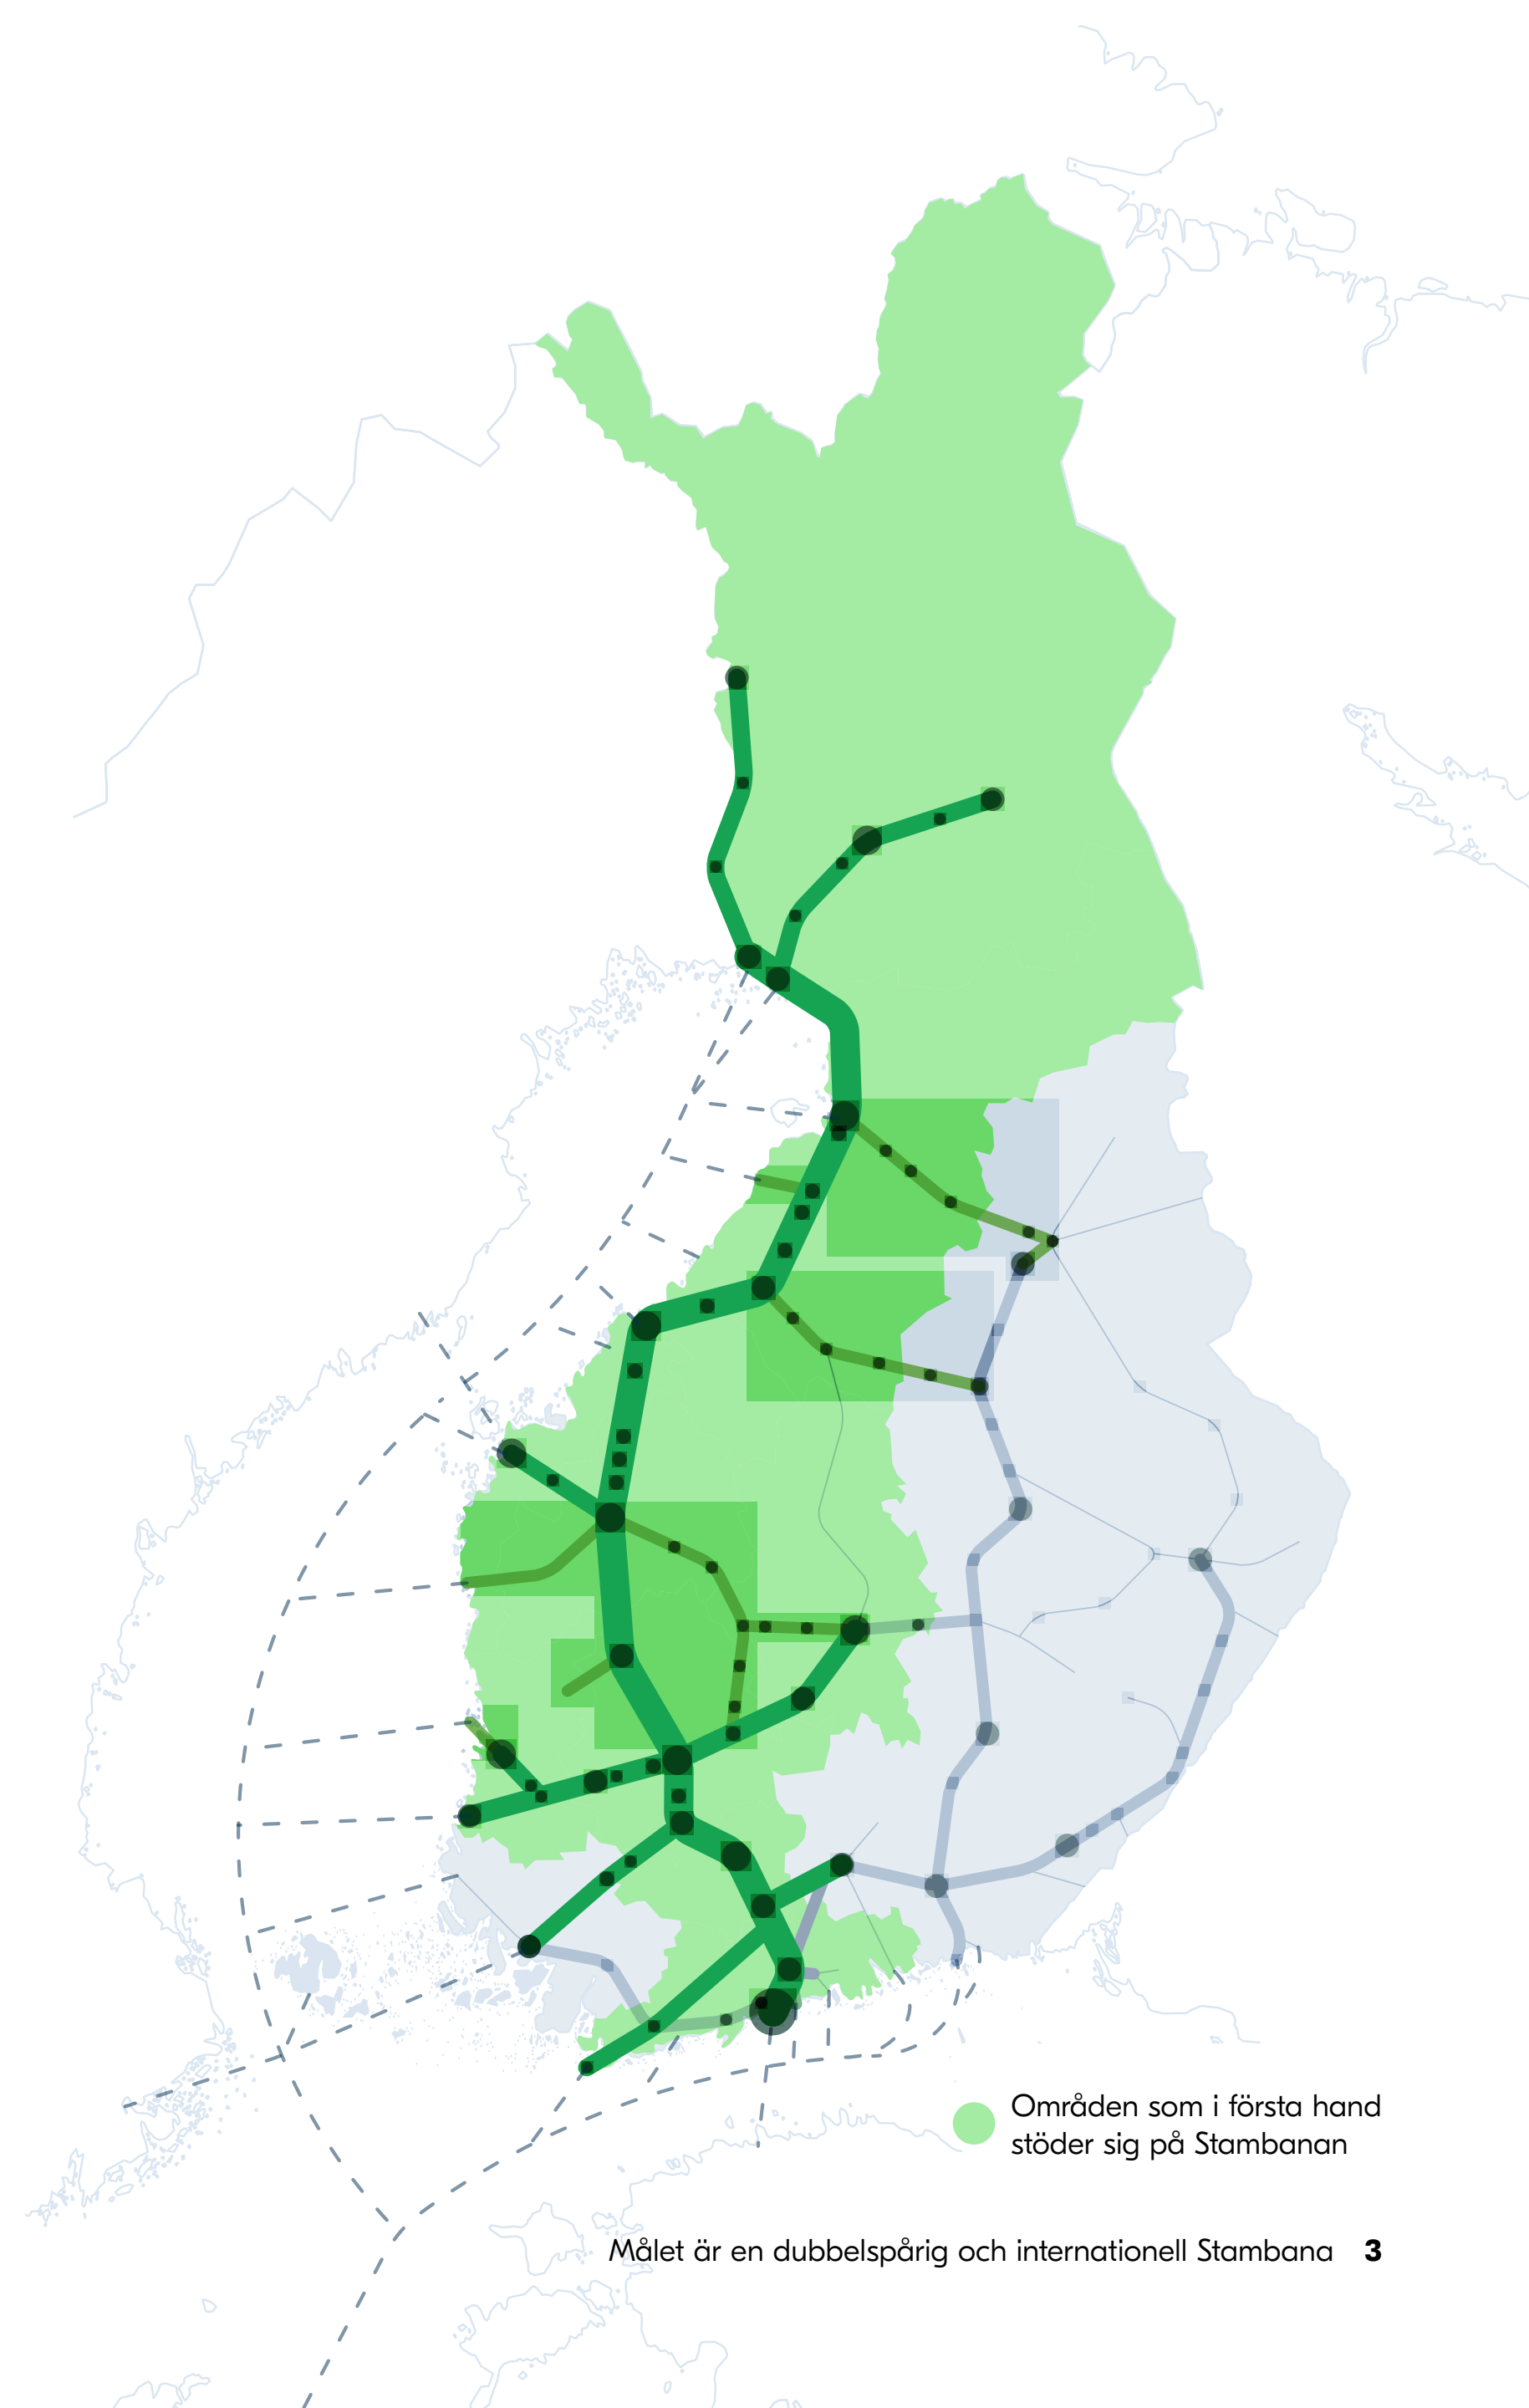 Områden som i första hand
stöder sig på Stambanan
Målet är en dubbelspårig och internationell Stambana 3